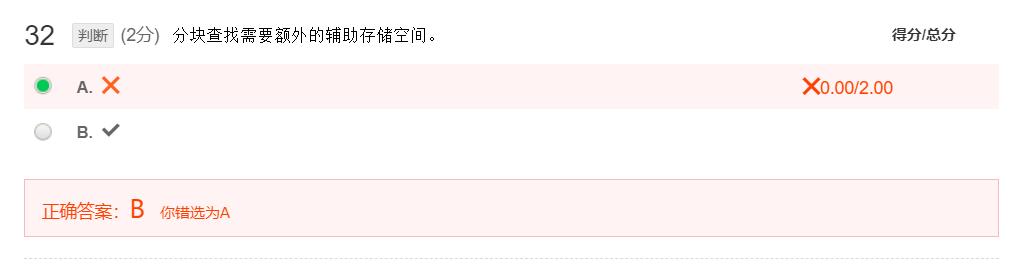 32 判断 (2分) 分块查找需要额外的辅助存储空间。 得分/总分
A. ✕ ✕0.00/2.00
B. ✓
正确答案：B 你错选为A